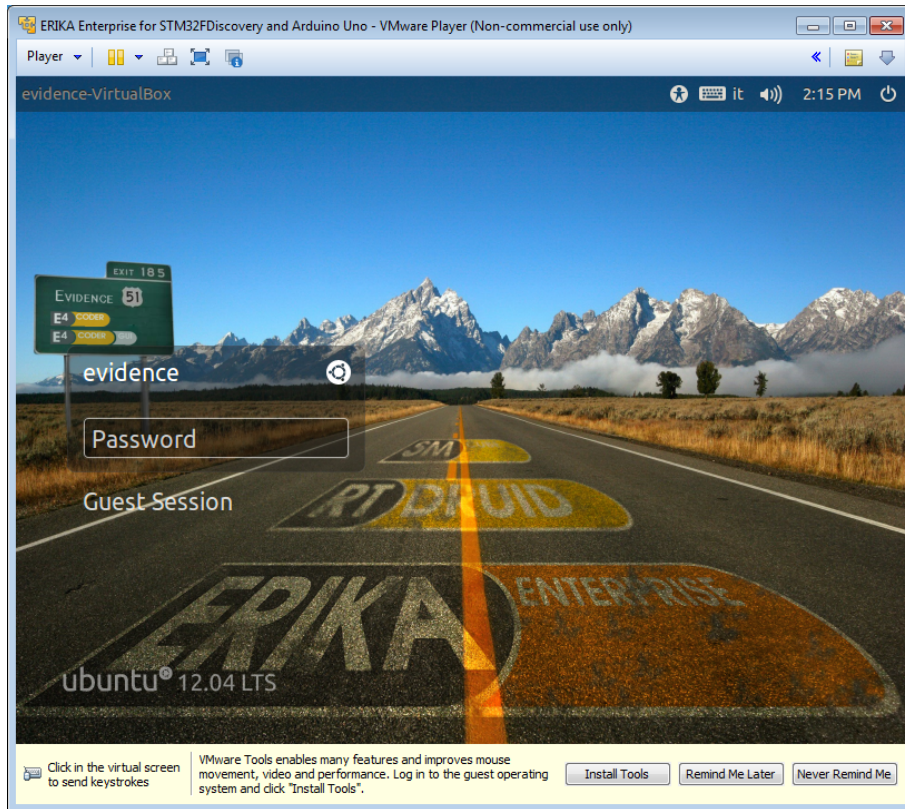 ERIKA Enterprise for STM32FDiscovery and Arduino Uno - VMware Player (Non-commercial use only)
Player
evidence-VirtualBox
it
2:15 PM
EXIT 185
EVIDENCE 51
E4 CODER
E4 CODER
evidence
Password
Guest Session
SM
RT DRUID
ERIKA ENTERPRISE
ubuntu® 12.04 LTS
Click in the virtual screen
to send keystrokes
VMware Tools enables many features and improves mouse
movement, video and performance. Log in to the guest operating
system and click "Install Tools".
Install Tools
Remind Me Later
Never Remind Me